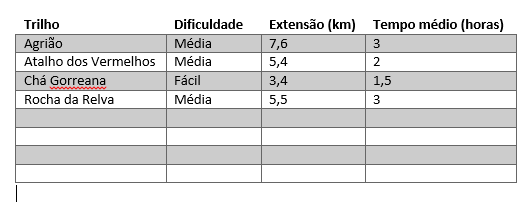 Trilho Dificuldade Extensão (km) Tempo médio (horas)
Agrião Média 7,6 3
Atalho dos Vermelhos Média 5,4 2
Chá Gorreana Fácil 3,4 1,5
Rocha da Relva Média 5,5 3